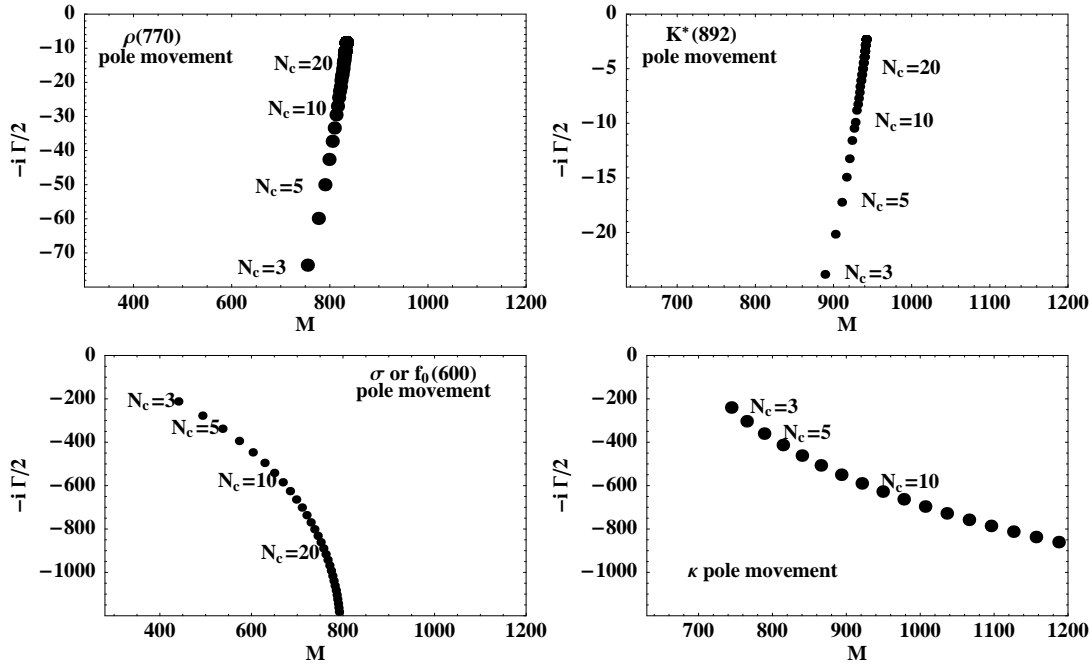 ρ(770)
pole movement
N_c=20
N_c=10
N_c=5
N_c=3
0
−10
−20
−30
−40
−50
−60
−70
−i Γ/2
400 600 800 1000 1200
M
K*(892)
pole movement
N_c=20
N_c=10
N_c=5
N_c=3
0
−5
−10
−15
−20
−i Γ/2
700 800 900 1000 1100 1200
M
σ or f₀(600)
pole movement
N_c=3
N_c=5
N_c=10
N_c=20
0
−200
−400
−600
−800
−1000
−i Γ/2
400 600 800 1000 1200
M
N_c=3
N_c=5
N_c=10
κ pole movement
0
−200
−400
−600
−800
−1000
−i Γ/2
700 800 900 1000 1100 1200
M